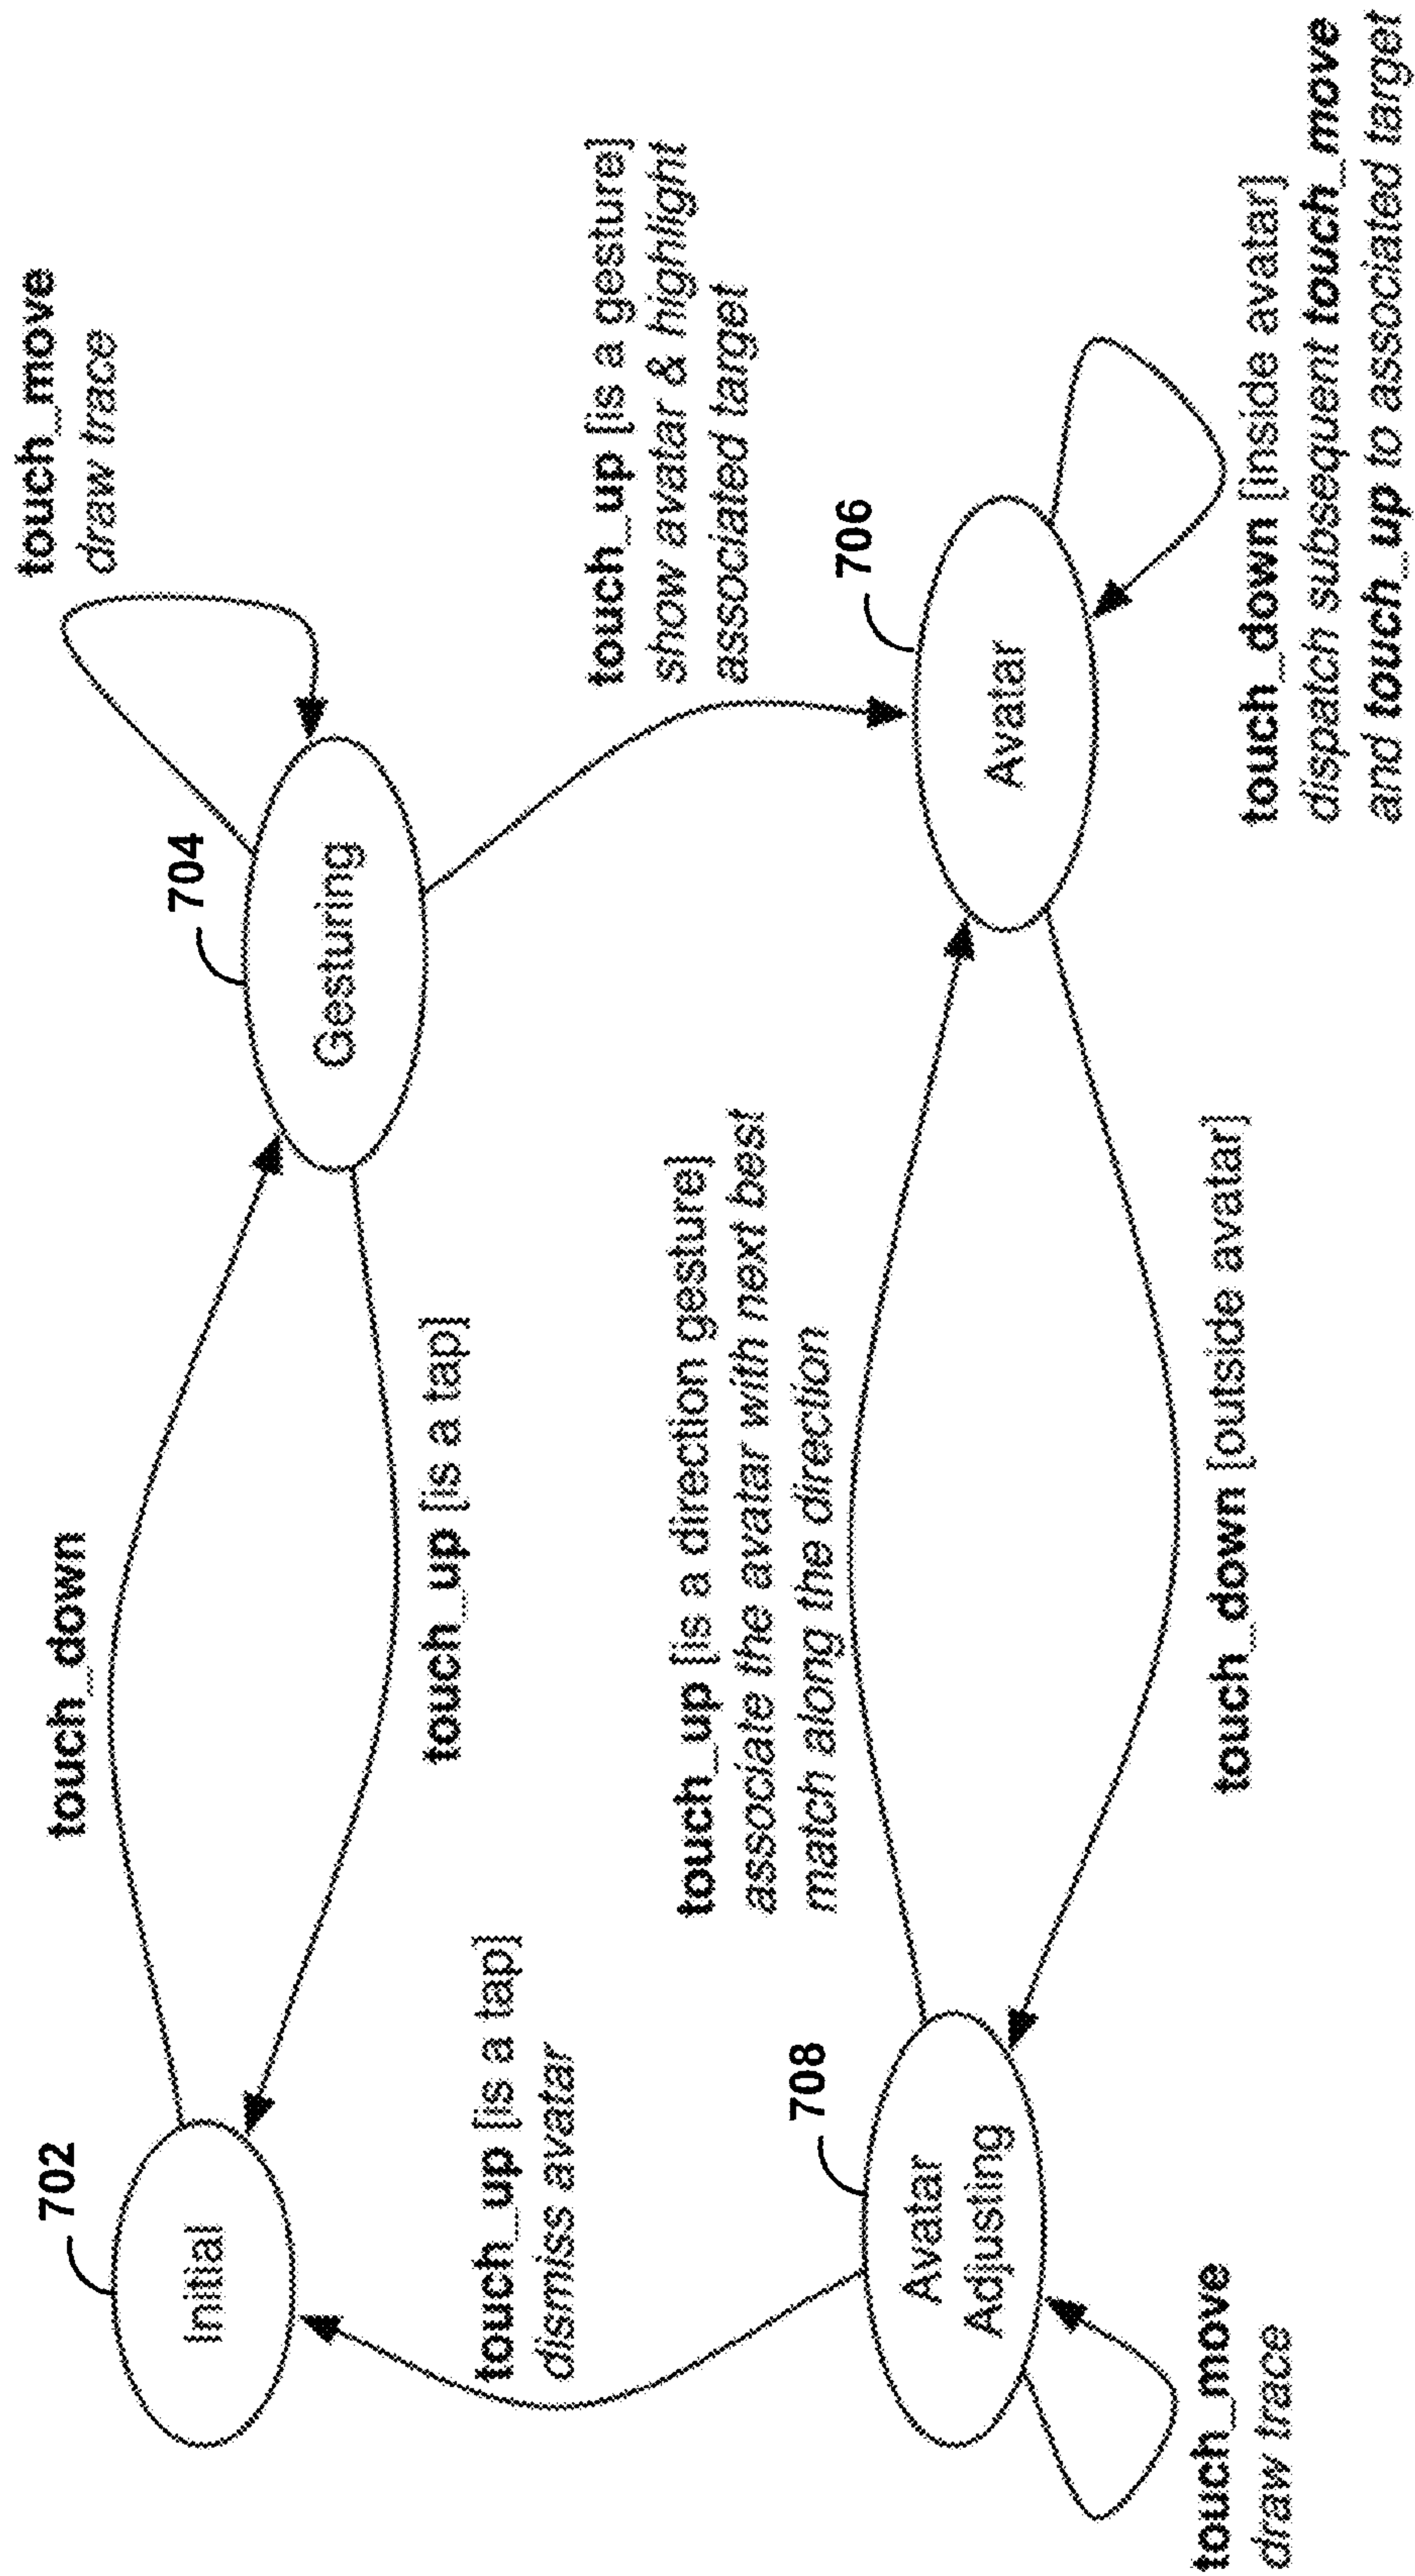 touch_move
draw trace
touch_down
704
702
Gesturing
Initial
touch_up [is a tap]
touch_up [is a gesture]
show avatar & highlight
associated target
touch_up [is a tap]
dismiss avatar
touch_up [is a direction gesture]
associate the avatar with next best
match along the direction
706
708
Avatar
Avatar
Adjusting
touch_down [outside avatar]
touch_down [inside avatar]
dispatch subsequent touch_move
and touch_up to associated target
touch_move
draw trace